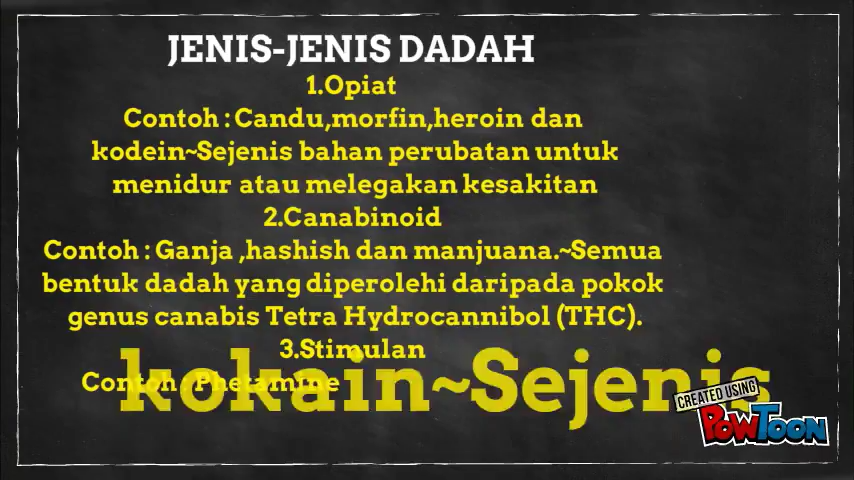 JENIS-JENIS DADAH
1.Opiat
Contoh : Candu,morfin,heroin dan
kodein~Sejenis bahan perubatan untuk
menidur atau melegakan kesakitan
2.Canabinoid
Contoh : Ganja ,hashish dan manjuana.~Semua
bentuk dadah yang diperolehi daripada pokok
genus canabis Tetra Hydrocannibol (THC).
3.Stimulan
Contoh : Phetamine
kokain~Sejenis
CREATED USING
POWTOON